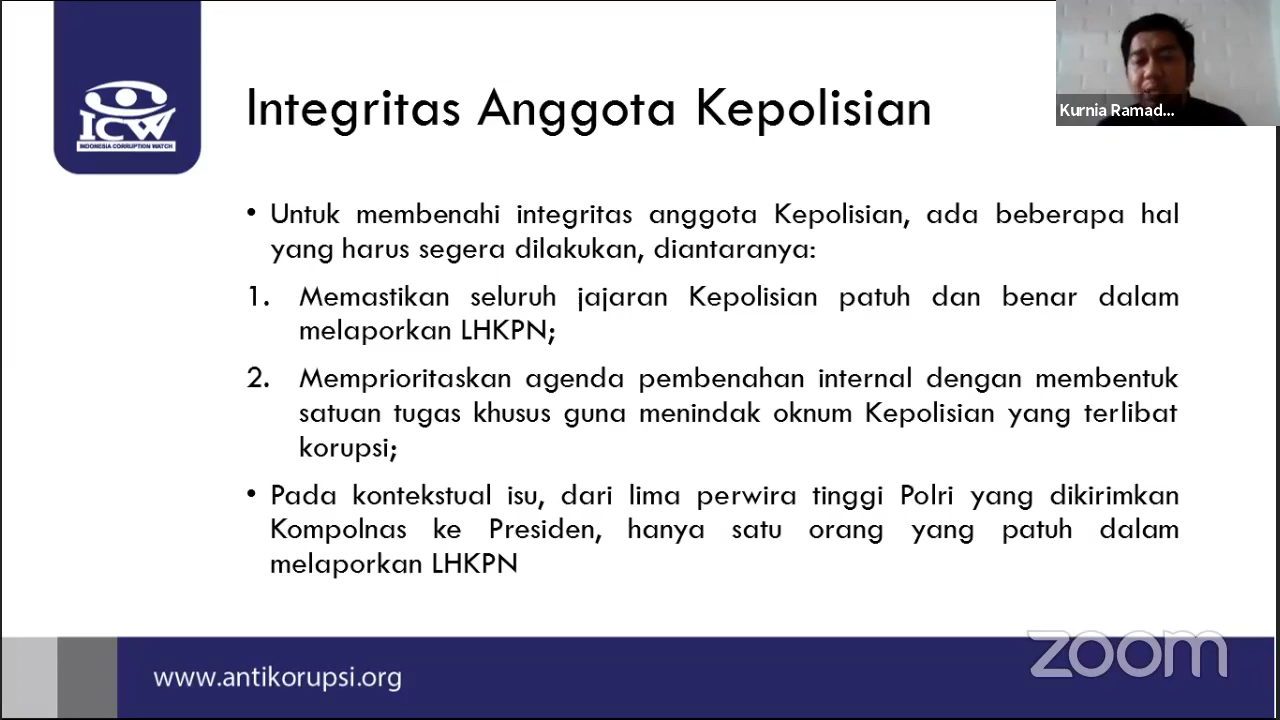 ICW
INDONESIA CORRUPTION WATCH
Integritas Anggota Kepolisian
Kurnia Ramad...
• Untuk membenahi integritas anggota Kepolisian, ada beberapa hal
yang harus segera dilakukan, diantaranya:
1. Memastikan seluruh jajaran Kepolisian patuh dan benar dalam
melaporkan LHKPN;
2. Memprioritaskan agenda pembenahan internal dengan membentuk
satuan tugas khusus guna menindak oknum Kepolisian yang terlibat
korupsi;
• Pada kontekstual isu, dari lima perwira tinggi Polri yang dikirimkan
Kompolnas ke Presiden, hanya satu orang yang patuh dalam
melaporkan LHKPN
www.antikorupsi.org
zoom